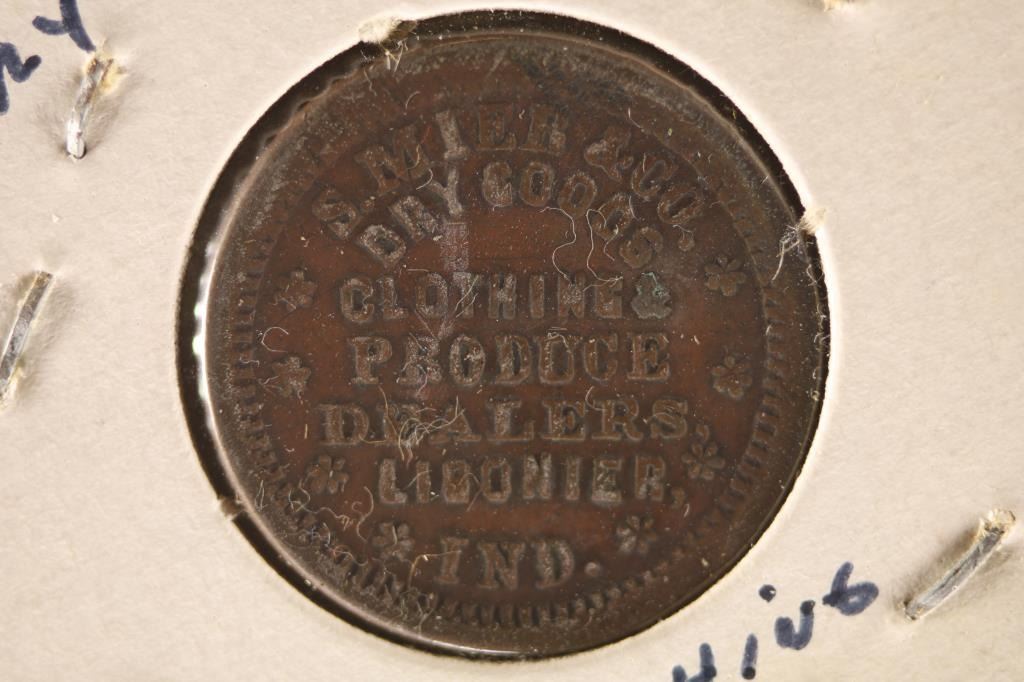 S. MIER & CO.
DRY GOODS
CLOTHING &
PRODUCE
DEALERS,
LIGONIER,
IND.